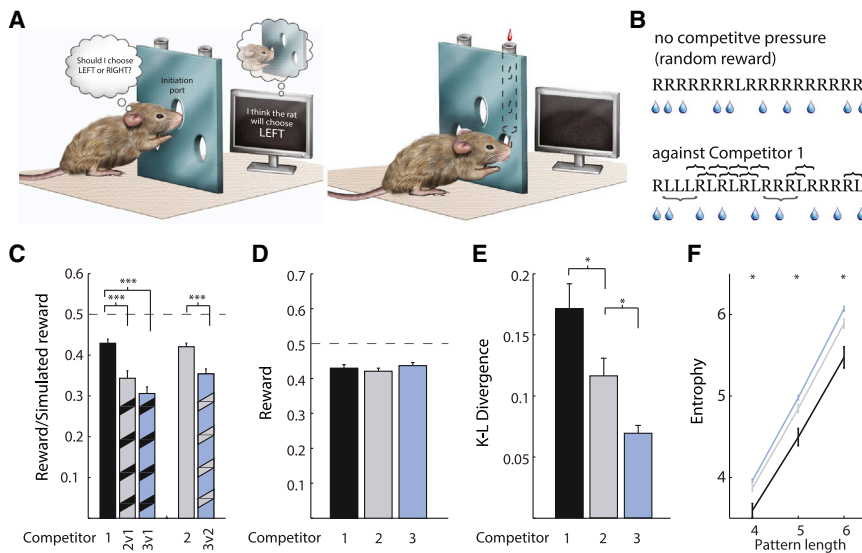 A
Should I choose
LEFT or RIGHT?
Initiation
port
I think the rat
will choose
LEFT
B
no competitve pressure
(random reward)
RRRRRRRRLRRRRRRRRRR
against Competitor 1
RLLLRLRLRLRRRLRRRRRL
C
Reward/Simulated reward
0.6
0.5
0.4
0.3
0.2
0.1
***
***
***
Competitor 1 2v1 3v1 2 3v2
D
Reward
0.7
0.6
0.5
0.4
0.3
0.2
0.1
Competitor 1 2 3
E
K-L Divergence
0.2
0.15
0.1
0.05
*
*
Competitor 1 2 3
F
Entrophy
* * *
6
5
4
4 5 6
Pattern length